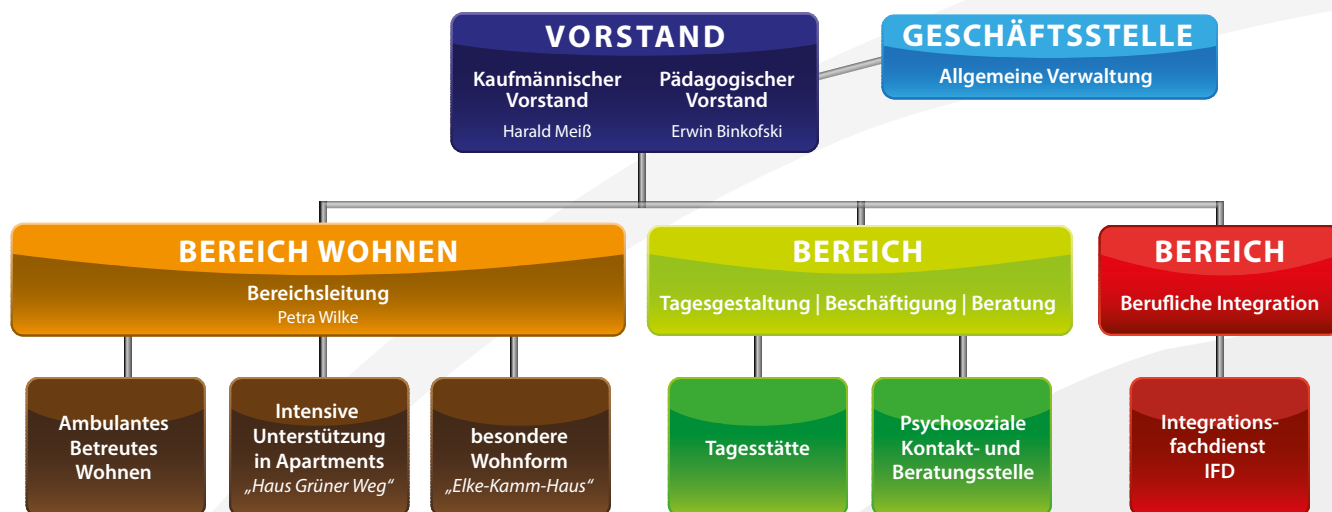 VORSTAND
Kaufmännischer
Vorstand
Harald Meiß
Pädagogischer
Vorstand
Erwin Binkofski
GESCHÄFTSSTELLE
Allgemeine Verwaltung
BEREICH WOHNEN
Bereichsleitung
Petra Wilke
BEREICH
Tagesgestaltung | Beschäftigung | Beratung
BEREICH
Berufliche Integration
Ambulantes
Betreutes
Wohnen
Intensive
Unterstützung
in Apartments
„Haus Grüner Weg“
besondere
Wohnform
„Elke-Kamm-Haus“
Tagesstätte
Psychosoziale
Kontakt- und
Beratungsstelle
Integrations-
fachdienst
IFD